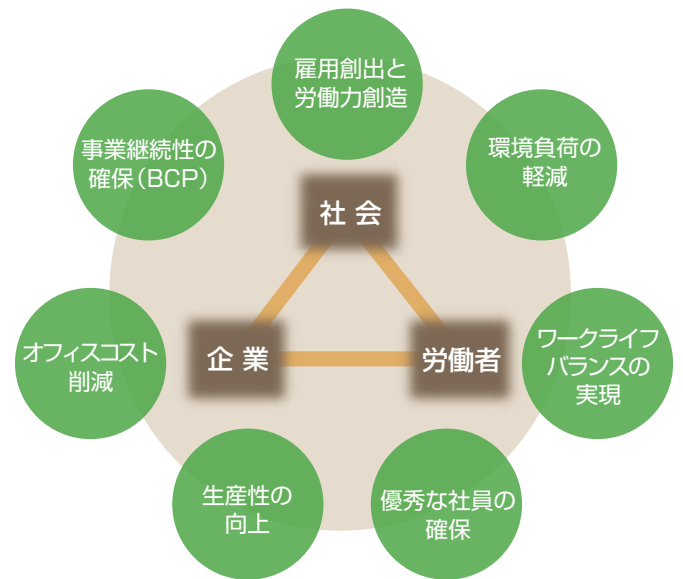 雇用創出と
労働力創造
事業継続性の
確保（BCP）
環境負荷の
軽減
社会
オフィスコスト
削減
企業
労働者
ワークライフ
バランスの
実現
生産性の
向上
優秀な社員の
確保